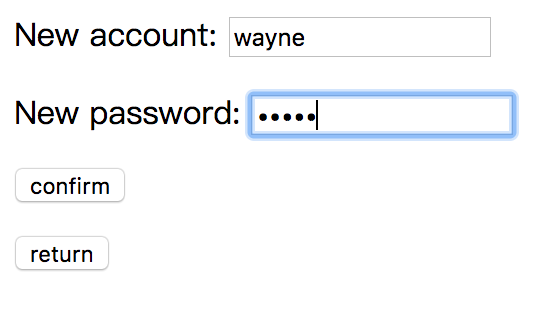 New account: wayne
New password: •••••
confirm
return